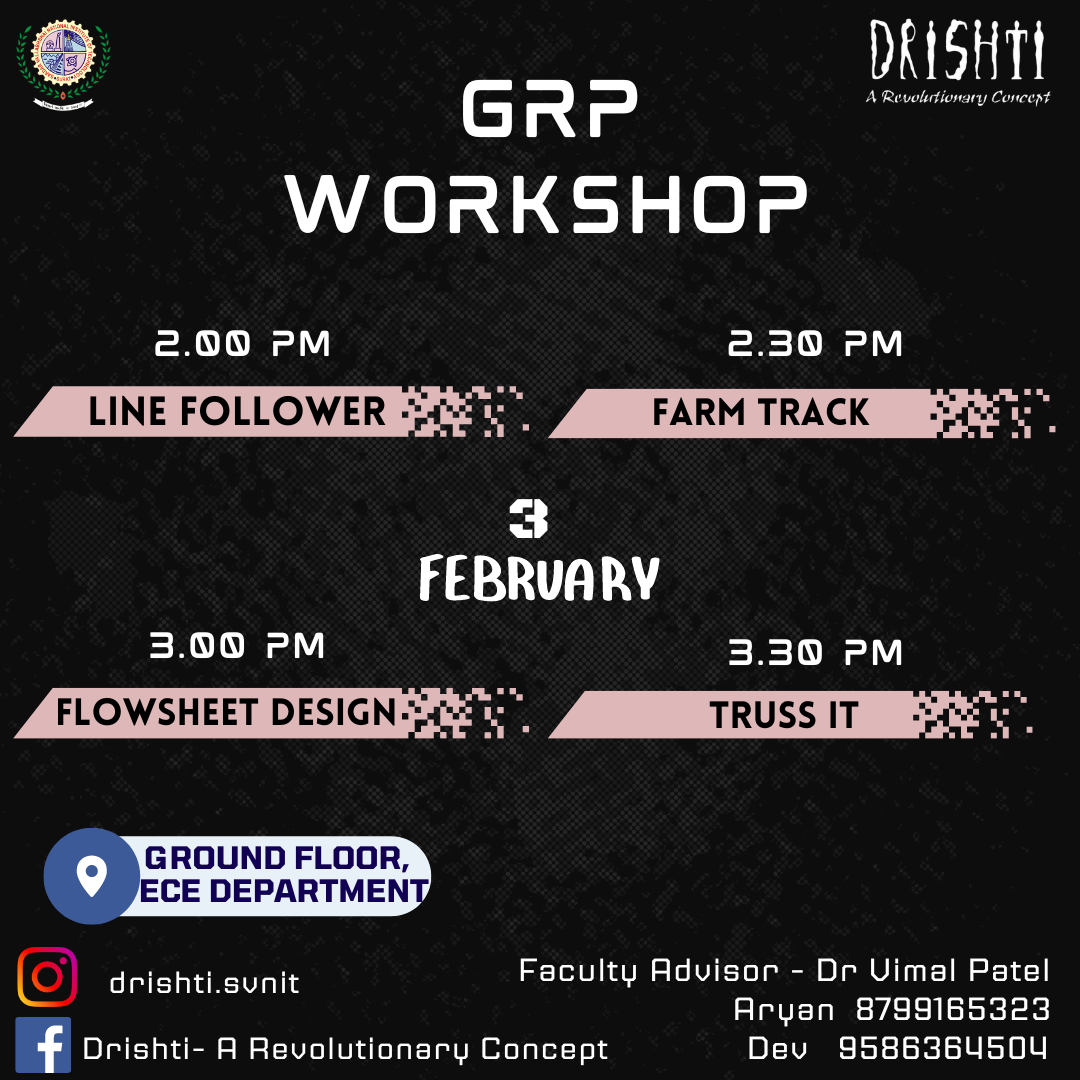 DRISHTI
A Revolutionary Concept
GRP
WORKSHOP
2.00 PM
LINE FOLLOWER
2.30 PM
FARM TRACK
3
FEBRUARY
3.00 PM
FLOWSHEET DESIGN
3.30 PM
TRUSS IT
GROUND FLOOR,
ECE DEPARTMENT
drishti.svnit
Drishti- A Revolutionary Concept
Faculty Advisor - Dr Vimal Patel
Aryan 8799165323
Dev 9586364504